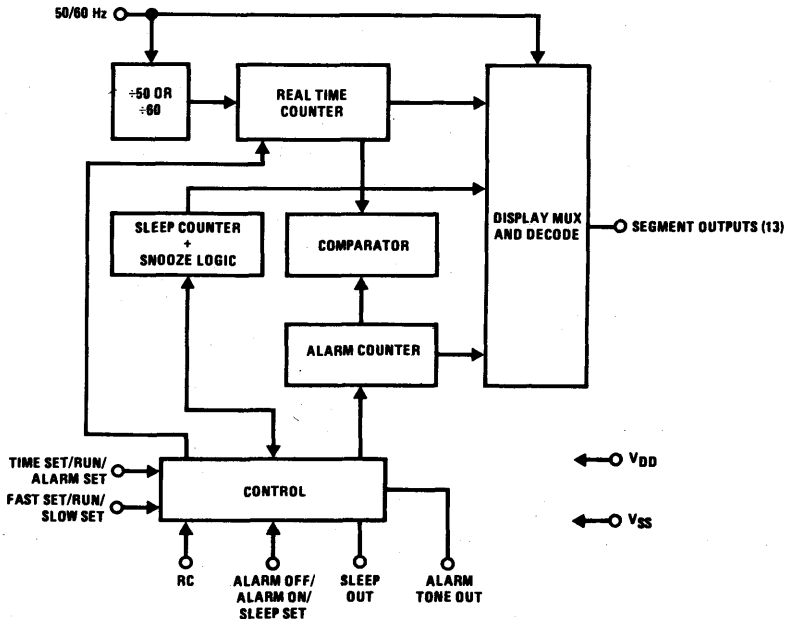 50/60 Hz
÷50 OR
÷60
REAL TIME
COUNTER
SLEEP COUNTER
+
SNOOZE LOGIC
COMPARATOR
DISPLAY MUX
AND DECODE
SEGMENT OUTPUTS (13)
ALARM COUNTER
TIME SET/RUN/
ALARM SET
FAST SET/RUN/
SLOW SET
CONTROL
VDD
VSS
RC
ALARM OFF/
ALARM ON/
SLEEP SET
SLEEP
OUT
ALARM
TONE OUT